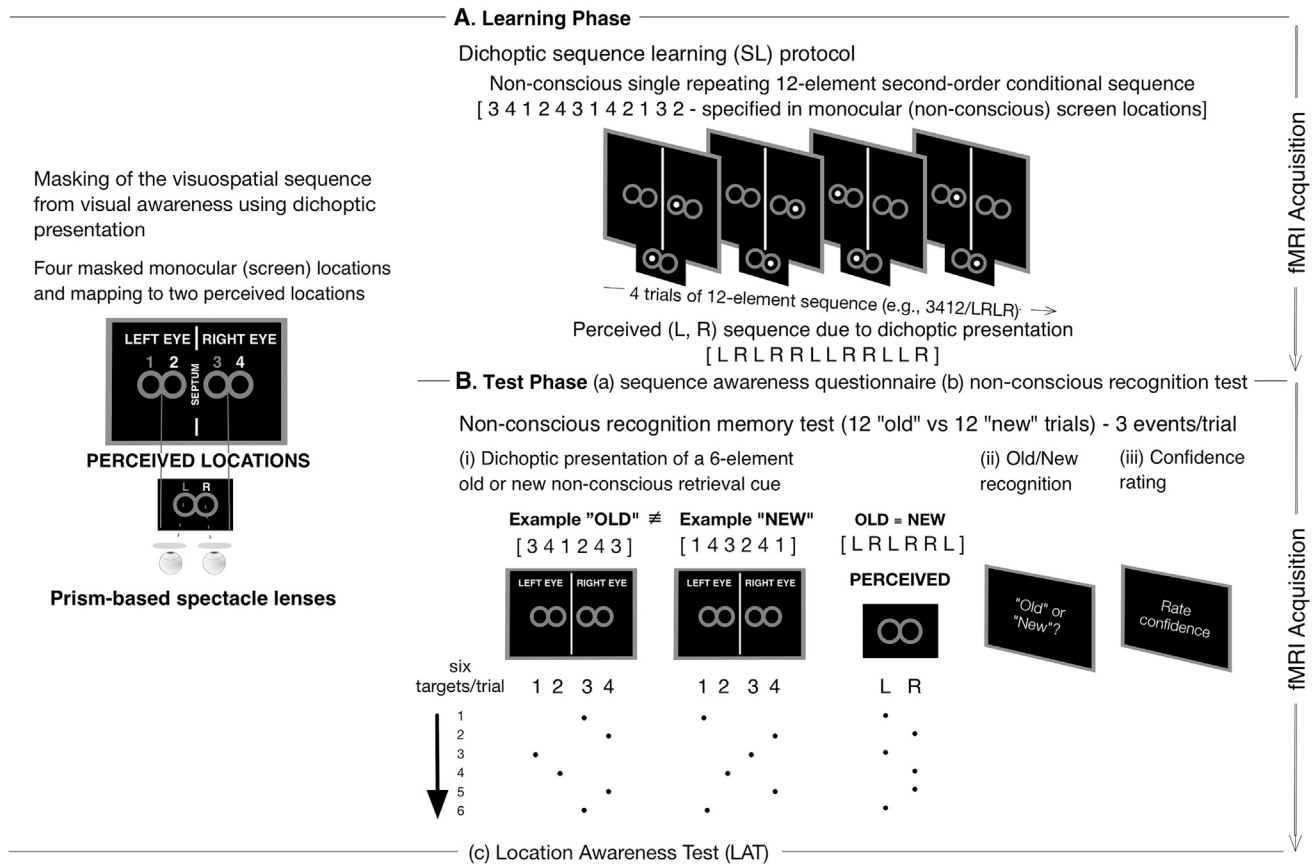 A. Learning Phase
Dichoptic sequence learning (SL) protocol
Non-conscious single repeating 12-element second-order conditional sequence
[ 3 4 1 2 4 3 1 4 2 1 3 2 - specified in monocular (non-conscious) screen locations]
4 trials of 12-element sequence (e.g., 3412/LRLR)
Perceived (L, R) sequence due to dichoptic presentation
[ L R L R R L L R R L L R ]
fMRI Acquisition
Masking of the visuospatial sequence
from visual awareness using dichoptic
presentation
Four masked monocular (screen) locations
and mapping to two perceived locations
LEFT EYE RIGHT EYE
1 2 3 4
SEPTUM
PERCEIVED LOCATIONS
L R
Prism-based spectacle lenses
B. Test Phase (a) sequence awareness questionnaire (b) non-conscious recognition test
Non-conscious recognition memory test (12 "old" vs 12 "new" trials) - 3 events/trial
(i) Dichoptic presentation of a 6-element
old or new non-conscious retrieval cue
(ii) Old/New
recognition
(iii) Confidence
rating
Example "OLD" ≢ Example "NEW"
[ 3 4 1 2 4 3 ] [ 1 4 3 2 4 1 ]
OLD = NEW
[ L R L R R L ]
PERCEIVED
LEFT EYE RIGHT EYE
LEFT EYE RIGHT EYE
"Old" or
"New"?
Rate
confidence
six
targets/trial
1 2 3 4
1 2 3 4
L R
1
2
3
4
5
6
fMRI Acquisition
(c) Location Awareness Test (LAT)